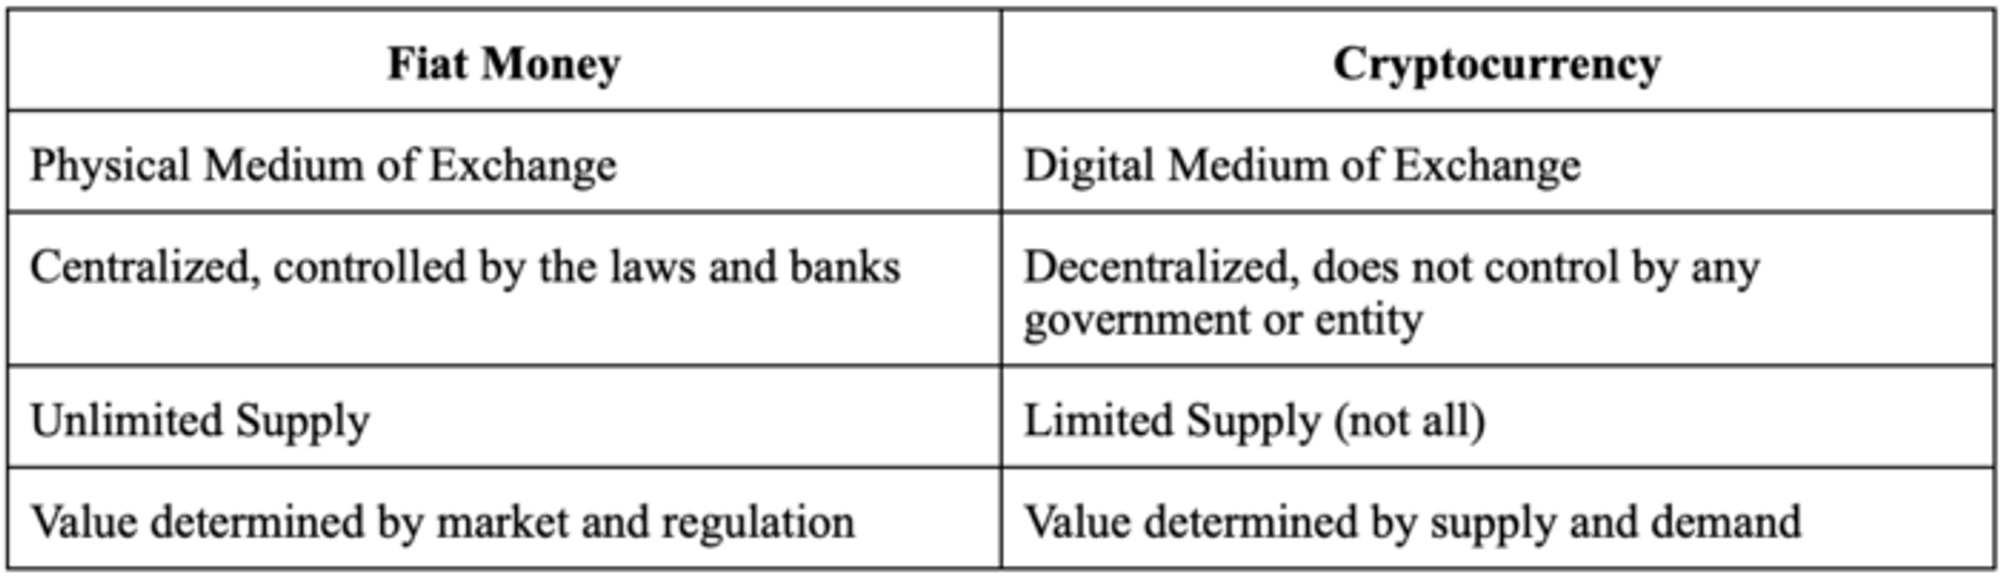 Fiat Money
Cryptocurrency
Physical Medium of Exchange
Digital Medium of Exchange
Centralized, controlled by the laws and banks
Decentralized, does not control by any
government or entity
Unlimited Supply
Limited Supply (not all)
Value determined by market and regulation
Value determined by supply and demand